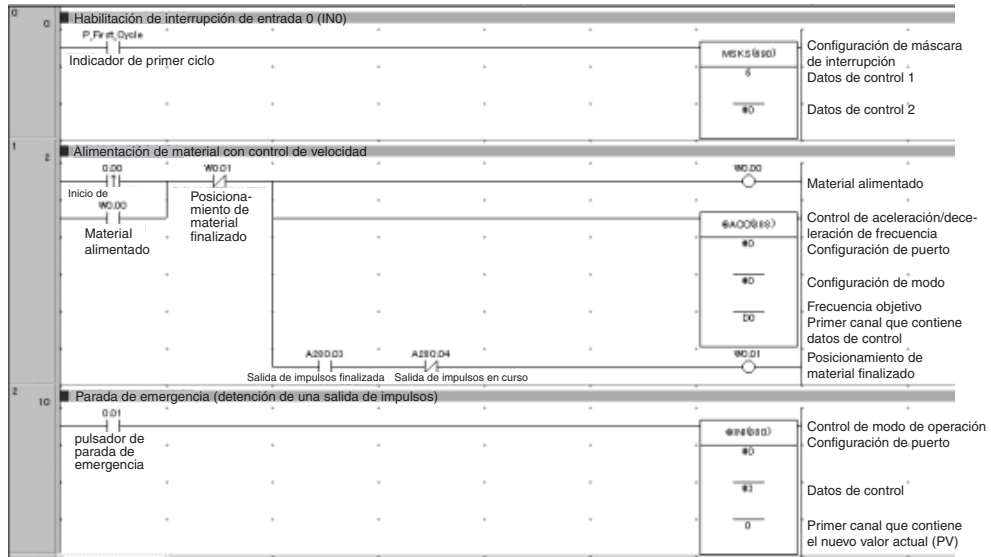 0
0
Habilitación de interrupción de entrada 0 (IN0)
P_First_Cycle
Indicador de primer ciclo
MSKS(690)
6
#0
Configuración de máscara
de interrupción
Datos de control 1
Datos de control 2
1
2
Alimentación de material con control de velocidad
0.00
Inicio de
W0.00
Material
alimentado
W0.01
Posiciona-
miento de
material
finalizado
W0.00
Material alimentado
@ACC(888)
#0
#0
D0
Control de aceleración/dece-
leración de frecuencia
Configuración de puerto
Configuración de modo
Frecuencia objetivo
Primer canal que contiene
datos de control
A280.03
Salida de impulsos finalizada
A280.04
Salida de impulsos en curso
W0.01
Posicionamiento de
material finalizado
2
10
Parada de emergencia (detención de una salida de impulsos)
0.01
pulsador de
parada de
emergencia
@INI(880)
#0
#3
0
Control de modo de operación
Configuración de puerto
Datos de control
Primer canal que contiene
el nuevo valor actual (PV)